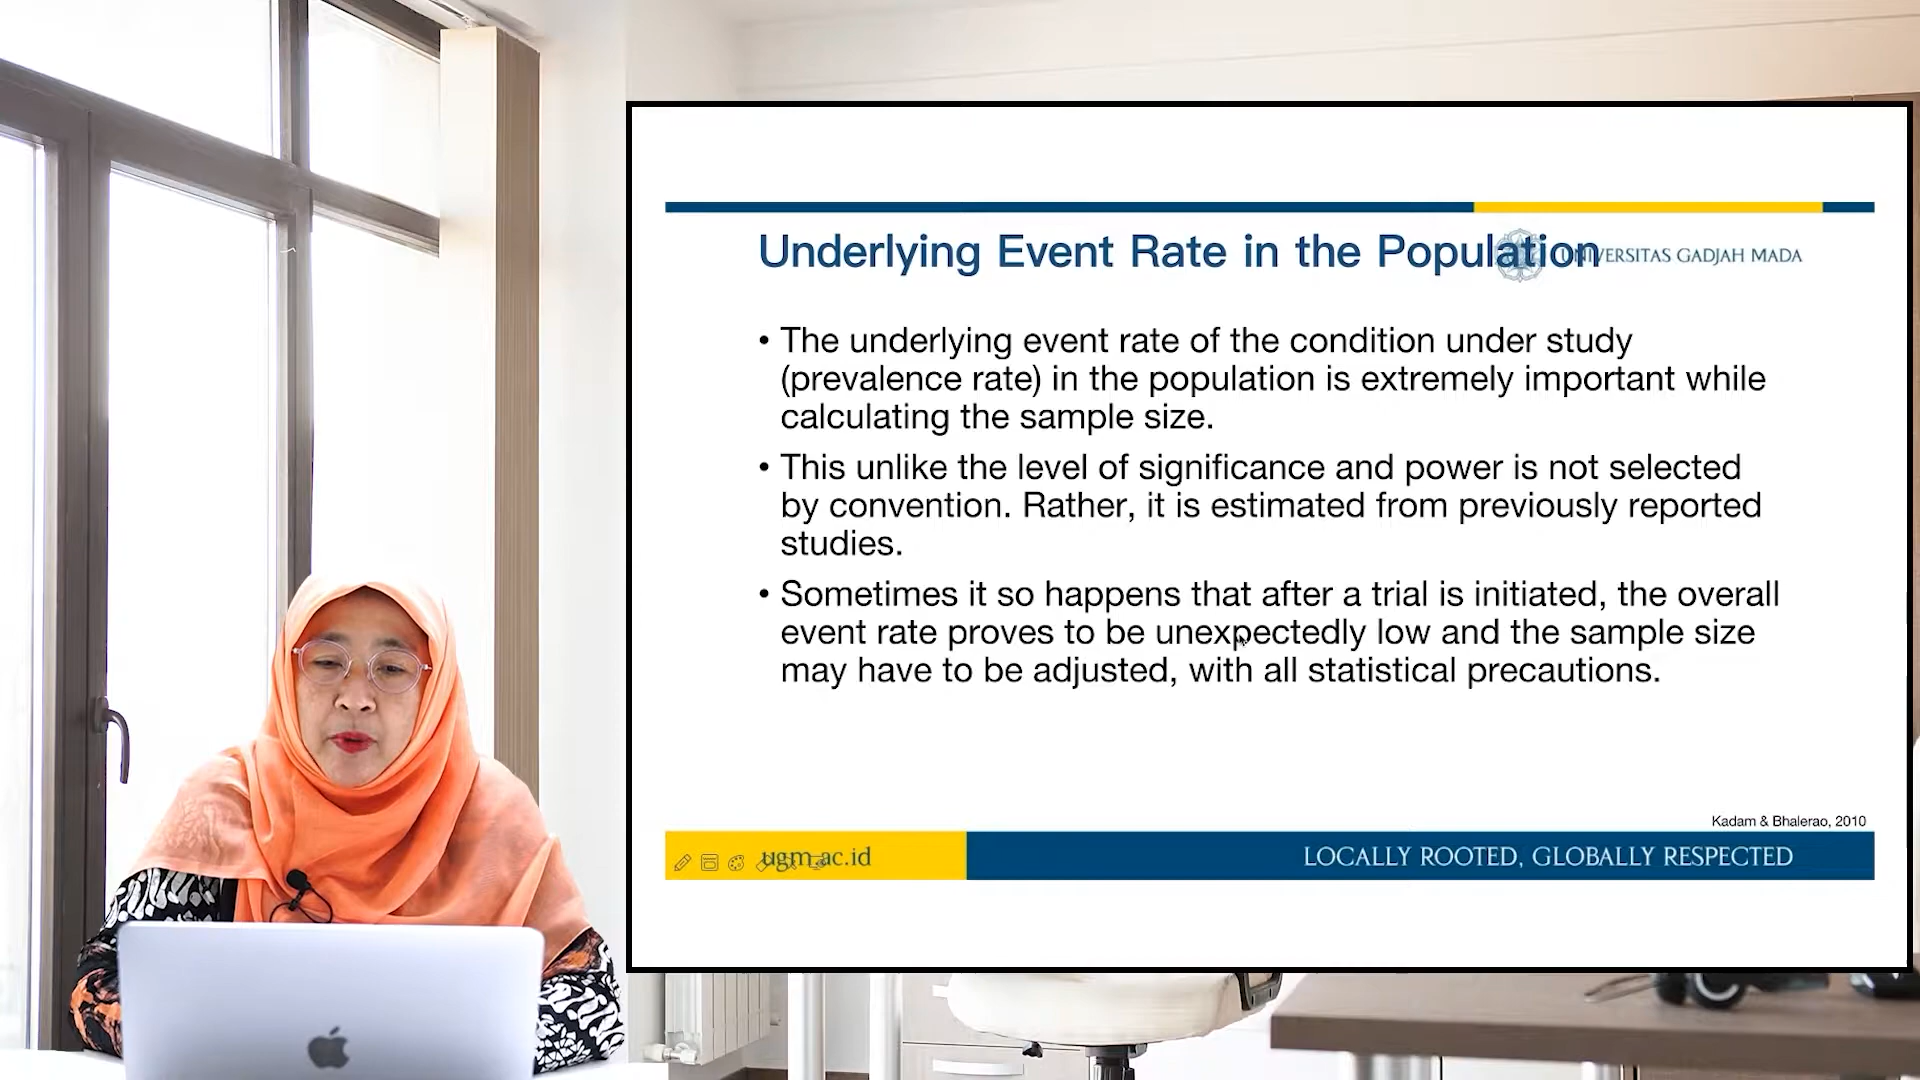 Underlying Event Rate in the Population
UNIVERSITAS GADJAH MADA
• The underlying event rate of the condition under study
(prevalence rate) in the population is extremely important while
calculating the sample size.
• This unlike the level of significance and power is not selected
by convention. Rather, it is estimated from previously reported
studies.
• Sometimes it so happens that after a trial is initiated, the overall
event rate proves to be unexpectedly low and the sample size
may have to be adjusted, with all statistical precautions.
Kadam & Bhalerao, 2010
ugm.ac.id
LOCALLY ROOTED, GLOBALLY RESPECTED